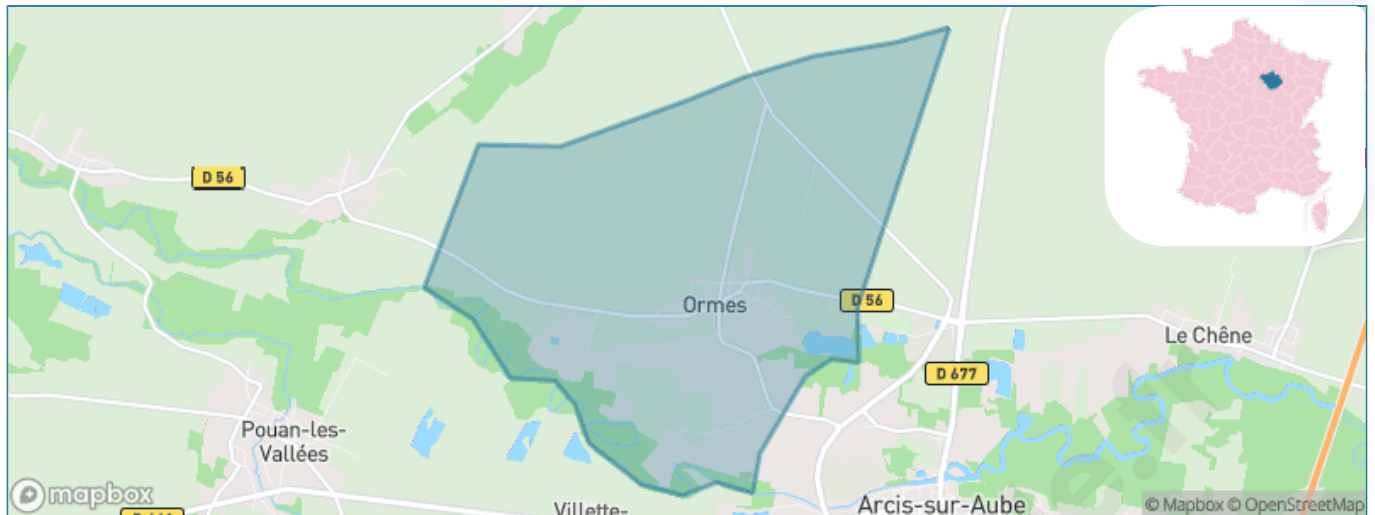 D 56
Ormes
D 56
Le Chêne
D 677
Pouan-les-
Vallées
mapbox
Villette-
Arcis-sur-Aube
© Mapbox © OpenStreetMap